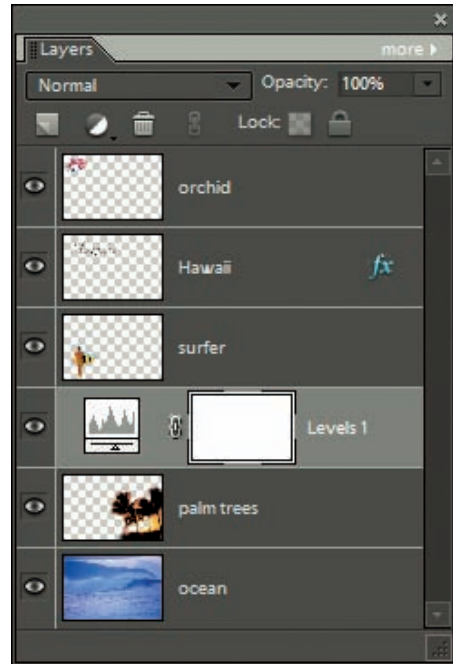 Layers more
Normal Opacity: 100%
Lock:
orchid
Hawaii fx
surfer
Levels 1
palm trees
ocean